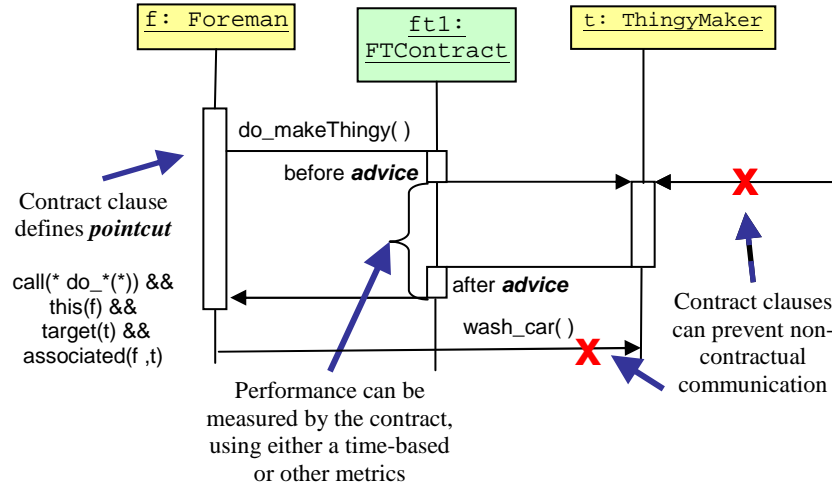 f: Foreman
ft1:
FTContract
t: ThingyMaker
do_makeThingy( )
before advice
Contract clause
defines pointcut
call(* do_*(*)) &&
this(f) &&
target(t) &&
associated(f ,t)
after advice
wash_car( )
X
X
Contract clauses
can prevent non-
contractual
communication
Performance can be
measured by the contract,
using either a time-based
or other metrics